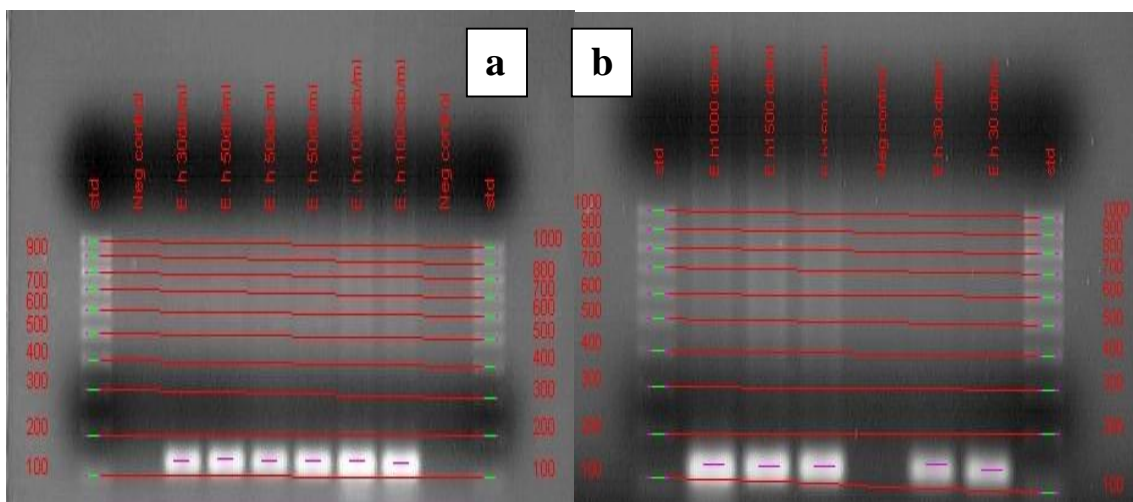 a
std
Neg control
E. h 30db/ml
E. h 50db/ml
E. h 50db/ml
E. h 50db/ml
E. h 1000db/ml
E. h 1000db/ml
Neg control
std
900
700
600
500
400
300
200
100
1000
800
700
600
500
400
300
200
100
b
std
E h1000 db/ml
E h1500 db/ml
Neg control
E h 30 db/ml
E h 30 db/ml
std
1000
900
800
700
600
500
400
300
200
100
1000
900
800
700
600
500
400
300
200
100